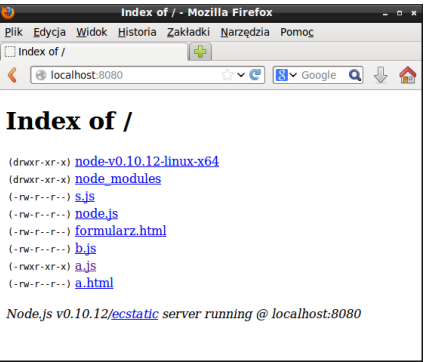 Index of / - Mozilla Firefox
Plik Edycja Widok Historia Zakładki Narzędzia Pomoc
Index of /
localhost:8080 Google
Index of /
(drwxr-xr-x) node-v0.10.12-linux-x64
(drwxr-xr-x) node_modules
(-rw-r--r--) s.js
(-rw-r--r--) node.js
(-rw-r--r--) formularz.html
(-rw-r--r--) b.js
(-rwxr-xr-x) a.js
(-rw-r--r--) a.html
Node.js v0.10.12/ecstatic server running @ localhost:8080